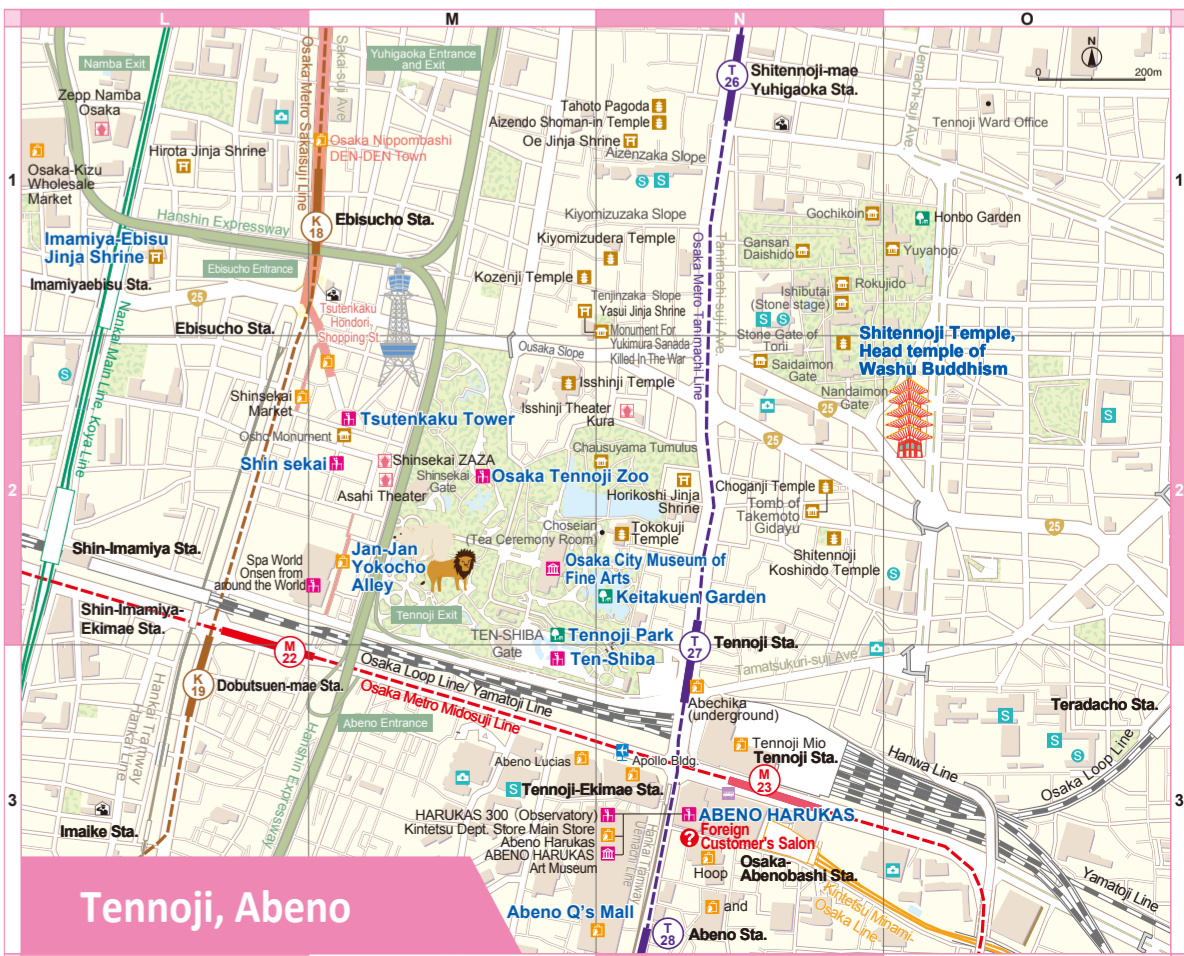 L
M
N
O
N
0
200m
Namba Exit
Zepp Namba
Osaka
Osaka Metro Sakaisuji Line
Sakai-suji Ave
Yuhigaoka Entrance
and Exit
T
26
Shitennoji-mae
Yuhigaoka Sta.
Uemachi-suji Ave
Tennoji Ward Office
Tahoto Pagoda
Aizendo Shoman-in Temple
Oe Jinja Shrine
Aizenzaka Slope
Osaka Nippombashi
DEN-DEN Town
Hirota Jinja Shrine
Osaka-Kizu
Wholesale
Market
1
1
Hanshin Expressway
K
18
Ebisucho Sta.
Kiyomizuzaka Slope
Kiyomizudera Temple
Gochikoin
Honbo Garden
Imamiya-Ebisu
Jinja Shrine
Imamiyaebisu Sta.
Ebisucho Entrance
25
Ebisucho Sta.
Tsutenkaku
Hondori,
Shopping St.
Kozenji Temple
Tenjinzaka Slope
Yasui Jinja Shrine
Monument For
Yukimura Sanada
Killed In The War
Ousaka Slope
Osaka Metro Tanimachi Line
Tanimachi-suji Ave.
Gansan
Daishido
Yuyahojo
Rokujido
Ishibutai
(Stone stage)
Stone Gate of
Torii
Saidaimon
Gate
Nandaimon
Gate
25
Shitennoji Temple,
Head temple of
Washu Buddhism
Nankai Main Line, Koya Line
Shinsekai
Market
Isshinji Temple
Isshinji Theater
Kura
Tsutenkaku Tower
Osho Monument
Shin sekai
Shinsekai ZAZA
Shinsekai
Gate
Asahi Theater
Chausuyama Tumulus
Osaka Tennoji Zoo
Horikoshi Jinja
Shrine
25
Choganji Temple
Tomb of
Takemoto
Gidayu
25
2
2
Choseian
(Tea Ceremony Room)
Tokokuji
Temple
Shitennoji
Koshindo Temple
Shin-Imamiya Sta.
Spa World
Onsen from
around the World
Jan-Jan
Yokocho
Alley
Osaka City Museum of
Fine Arts
Keitakuen Garden
Shin-Imamiya-
Ekimae Sta.
Tennoji Exit
TEN-SHIBA
Gate
Tennoji Park
Ten-Shiba
T
27
Tennoji Sta.
Tamatsukuri-suji Ave
M
22
K
19
Dobutsuen-mae Sta.
Osaka Loop Line/ Yamatoji Line
Osaka Metro Midosuji Line
Abeno Entrance
Hankai Tramway
Hankai Line
Hanshin Expressway
Abechika
(underground)
Teradacho Sta.
Abeno Lucias
Apollo Bldg.
Tennoji Mio
Tennoji Sta.
Hanwa Line
Osaka Loop Line
Tennoji-Ekimae Sta.
M
23
3
3
HARUKAS 300 (Observatory)
Kintetsu Dept. Store Main Store
Abeno Harukas
ABENO HARUKAS
Art Museum
Hankai Tramway
Uemachi Line
ABENO HARUKAS
Foreign
Customer's Salon
Imaike Sta.
Hoop
Osaka-
Abenobashi Sta.
Kintetsu Minami-
Osaka Line
Yamatoji Line
Tennoji, Abeno
Abeno Q's Mall
and
T
28
Abeno Sta.